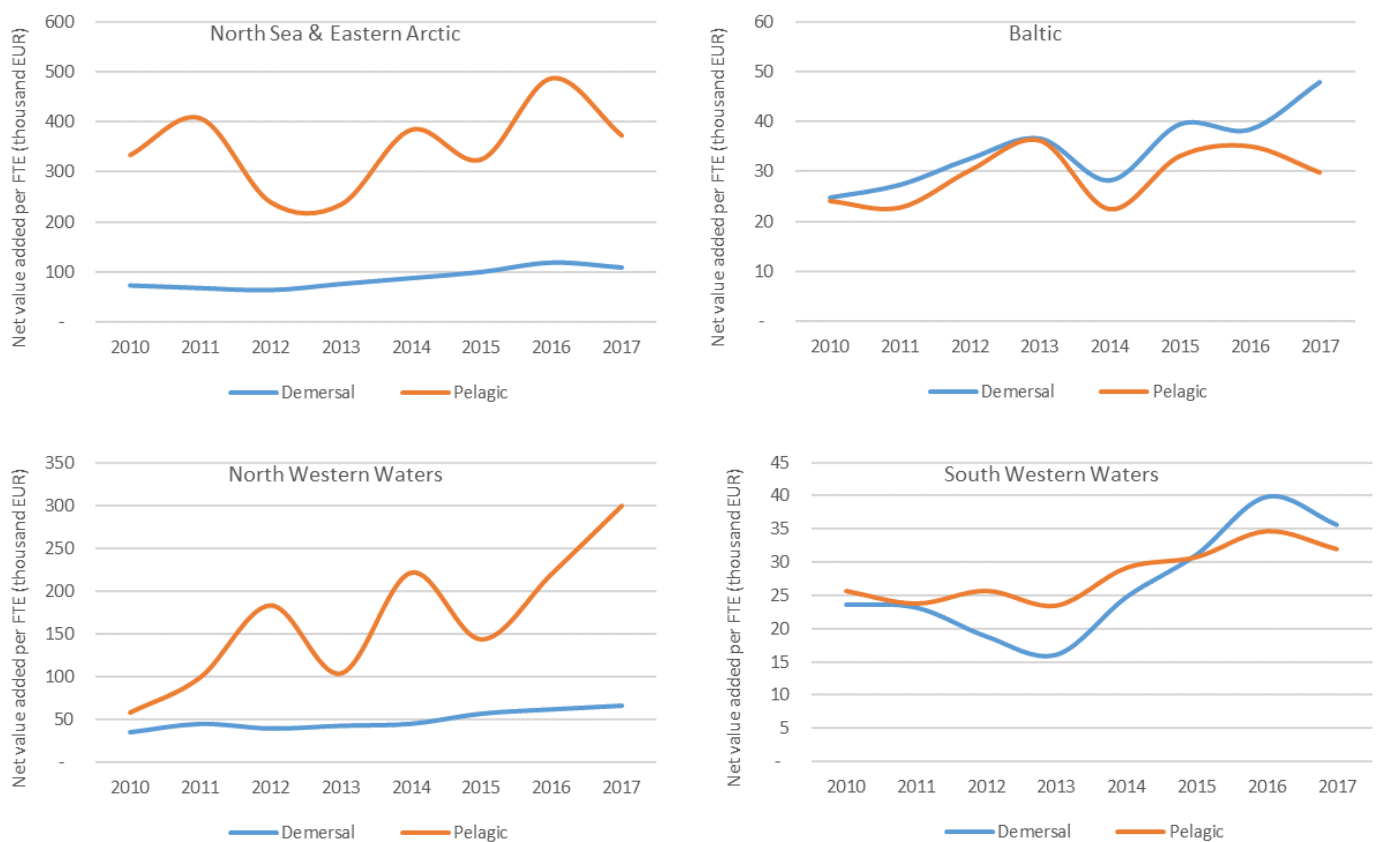 North Sea & Eastern Arctic
Net value added per FTE (thousand EUR)
600
500
400
300
200
100
-
2010 2011 2012 2013 2014 2015 2016 2017
Demersal Pelagic
Baltic
Net value added per FTE (thousand EUR)
60
50
40
30
20
10
-
2010 2011 2012 2013 2014 2015 2016 2017
Demersal Pelagic
North Western Waters
Net value added per FTE (thousand EUR)
350
300
250
200
150
100
50
-
2010 2011 2012 2013 2014 2015 2016 2017
Demersal Pelagic
South Western Waters
Net value added per FTE (thousand EUR)
45
40
35
30
25
20
15
10
5
-
2010 2011 2012 2013 2014 2015 2016 2017
Demersal Pelagic